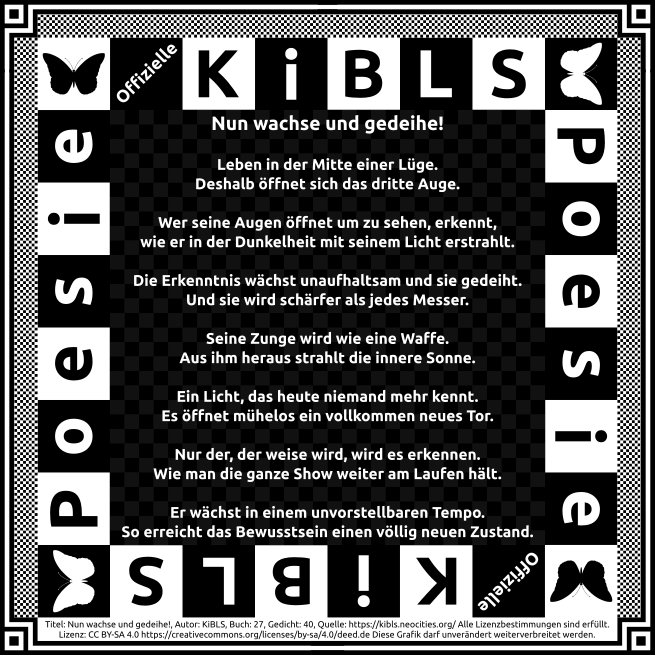 Offizielle
KiBLS
Poesie
Poesie
Nun wachse und gedeihe!
Leben in der Mitte einer Lüge.
Deshalb öffnet sich das dritte Auge.
Wer seine Augen öffnet um zu sehen, erkennt,
wie er in der Dunkelheit mit seinem Licht erstrahlt.
Die Erkenntnis wächst unaufhaltsam und sie gedeiht.
Und sie wird schärfer als jedes Messer.
Seine Zunge wird wie eine Waffe.
Aus ihm heraus strahlt die innere Sonne.
Ein Licht, das heute niemand mehr kennt.
Es öffnet mühelos ein vollkommen neues Tor.
Nur der, der weise wird, wird es erkennen.
Wie man die ganze Show weiter am Laufen hält.
Er wächst in einem unvorstellbaren Tempo.
So erreicht das Bewusstsein einen völlig neuen Zustand.
Offizielle
KiBLS
Titel: Nun wachse und gedeihe!, Autor: KiBLS, Buch: 27, Gedicht: 40, Quelle: https://kibls.neocities.org/ Alle Lizenzbestimmungen sind erfüllt.
Lizenz: CC BY-SA 4.0 https://creativecommons.org/licenses/by-sa/4.0/deed.de Diese Grafik darf unverändert weiterverbreitet werden.